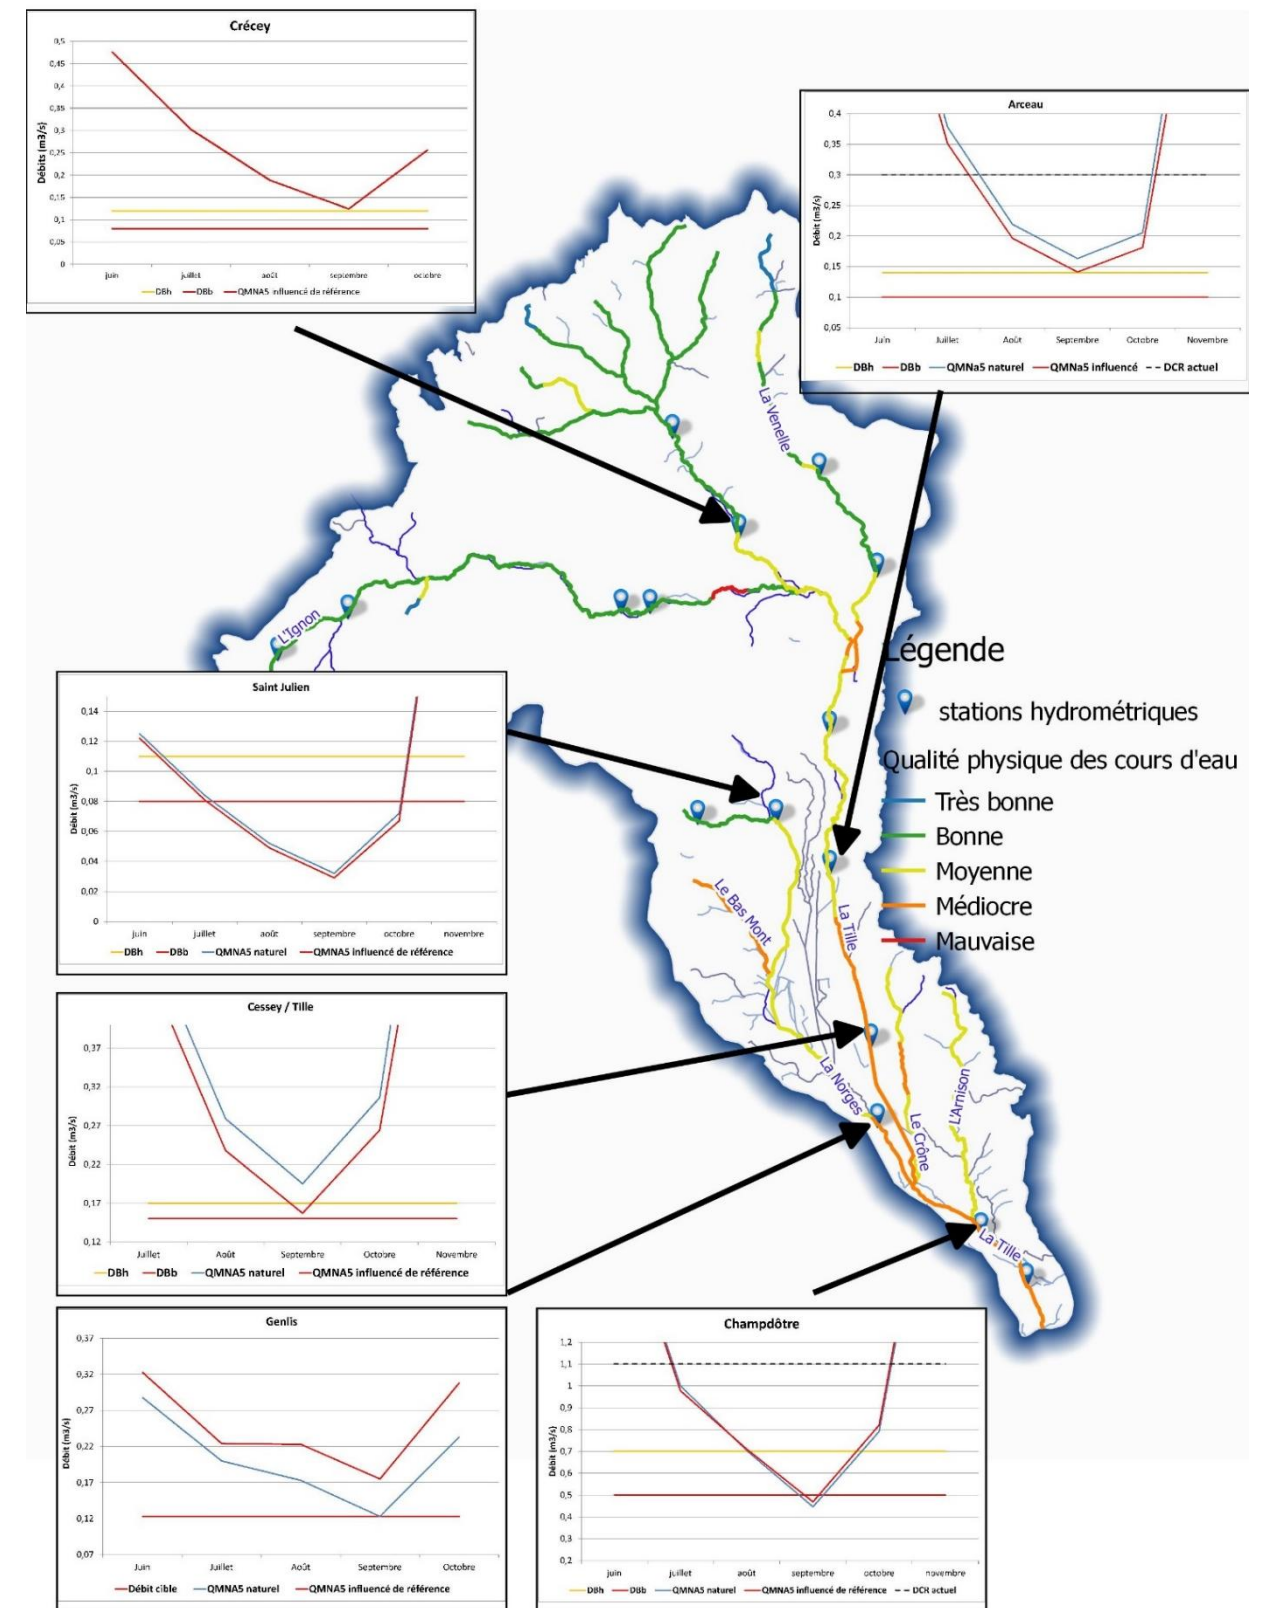 Crécey
Débits (m3/s)
0,5
0,45
0,4
0,35
0,3
0,25
0,2
0,15
0,1
0,05
0
juin juillet août septembre octobre
DBh DBb QMNA5 influencé de référence
Arceau
Débit (m3/s)
0,4
0,35
0,3
0,25
0,2
0,15
0,1
0,05
Juin Juillet Août Septembre Octobre Novembre
DBh DBb QMNa5 naturel QMNa5 influencé DCR actuel
La Venelle
L'Ignon
Légende
stations hydrométriques
Qualité physique des cours d'eau
Très bonne
Bonne
Moyenne
Médiocre
Mauvaise
Saint Julien
Débit (m3/s)
0,14
0,12
0,1
0,08
0,06
0,04
0,02
0
juin juillet août septembre octobre novembre
DBh DBb QMNA5 naturel QMNA5 influencé de référence
Le Bas Mont
La Tille
La Norges
Le Crône
L'Arnison
La Tille
Cessey / Tille
Débit (m3/s)
0,37
0,32
0,27
0,22
0,17
0,12
Juillet Août Septembre Octobre Novembre
DBh DBb QMNA5 naturel QMNA5 influencé de référence
Genlis
Débit (m3/s)
0,37
0,32
0,27
0,22
0,17
0,12
0,07
Juin Juillet Août Septembre Octobre
Débit cible QMNA5 naturel QMNA5 influencé de référence
Champdôtre
Débit (m3/s)
1,2
1,1
1
0,9
0,8
0,7
0,6
0,5
0,4
0,3
0,2
juin juillet août septembre octobre novembre
DBh DBb QMNA5 naturel QMNA5 influencé de référence DCR actuel